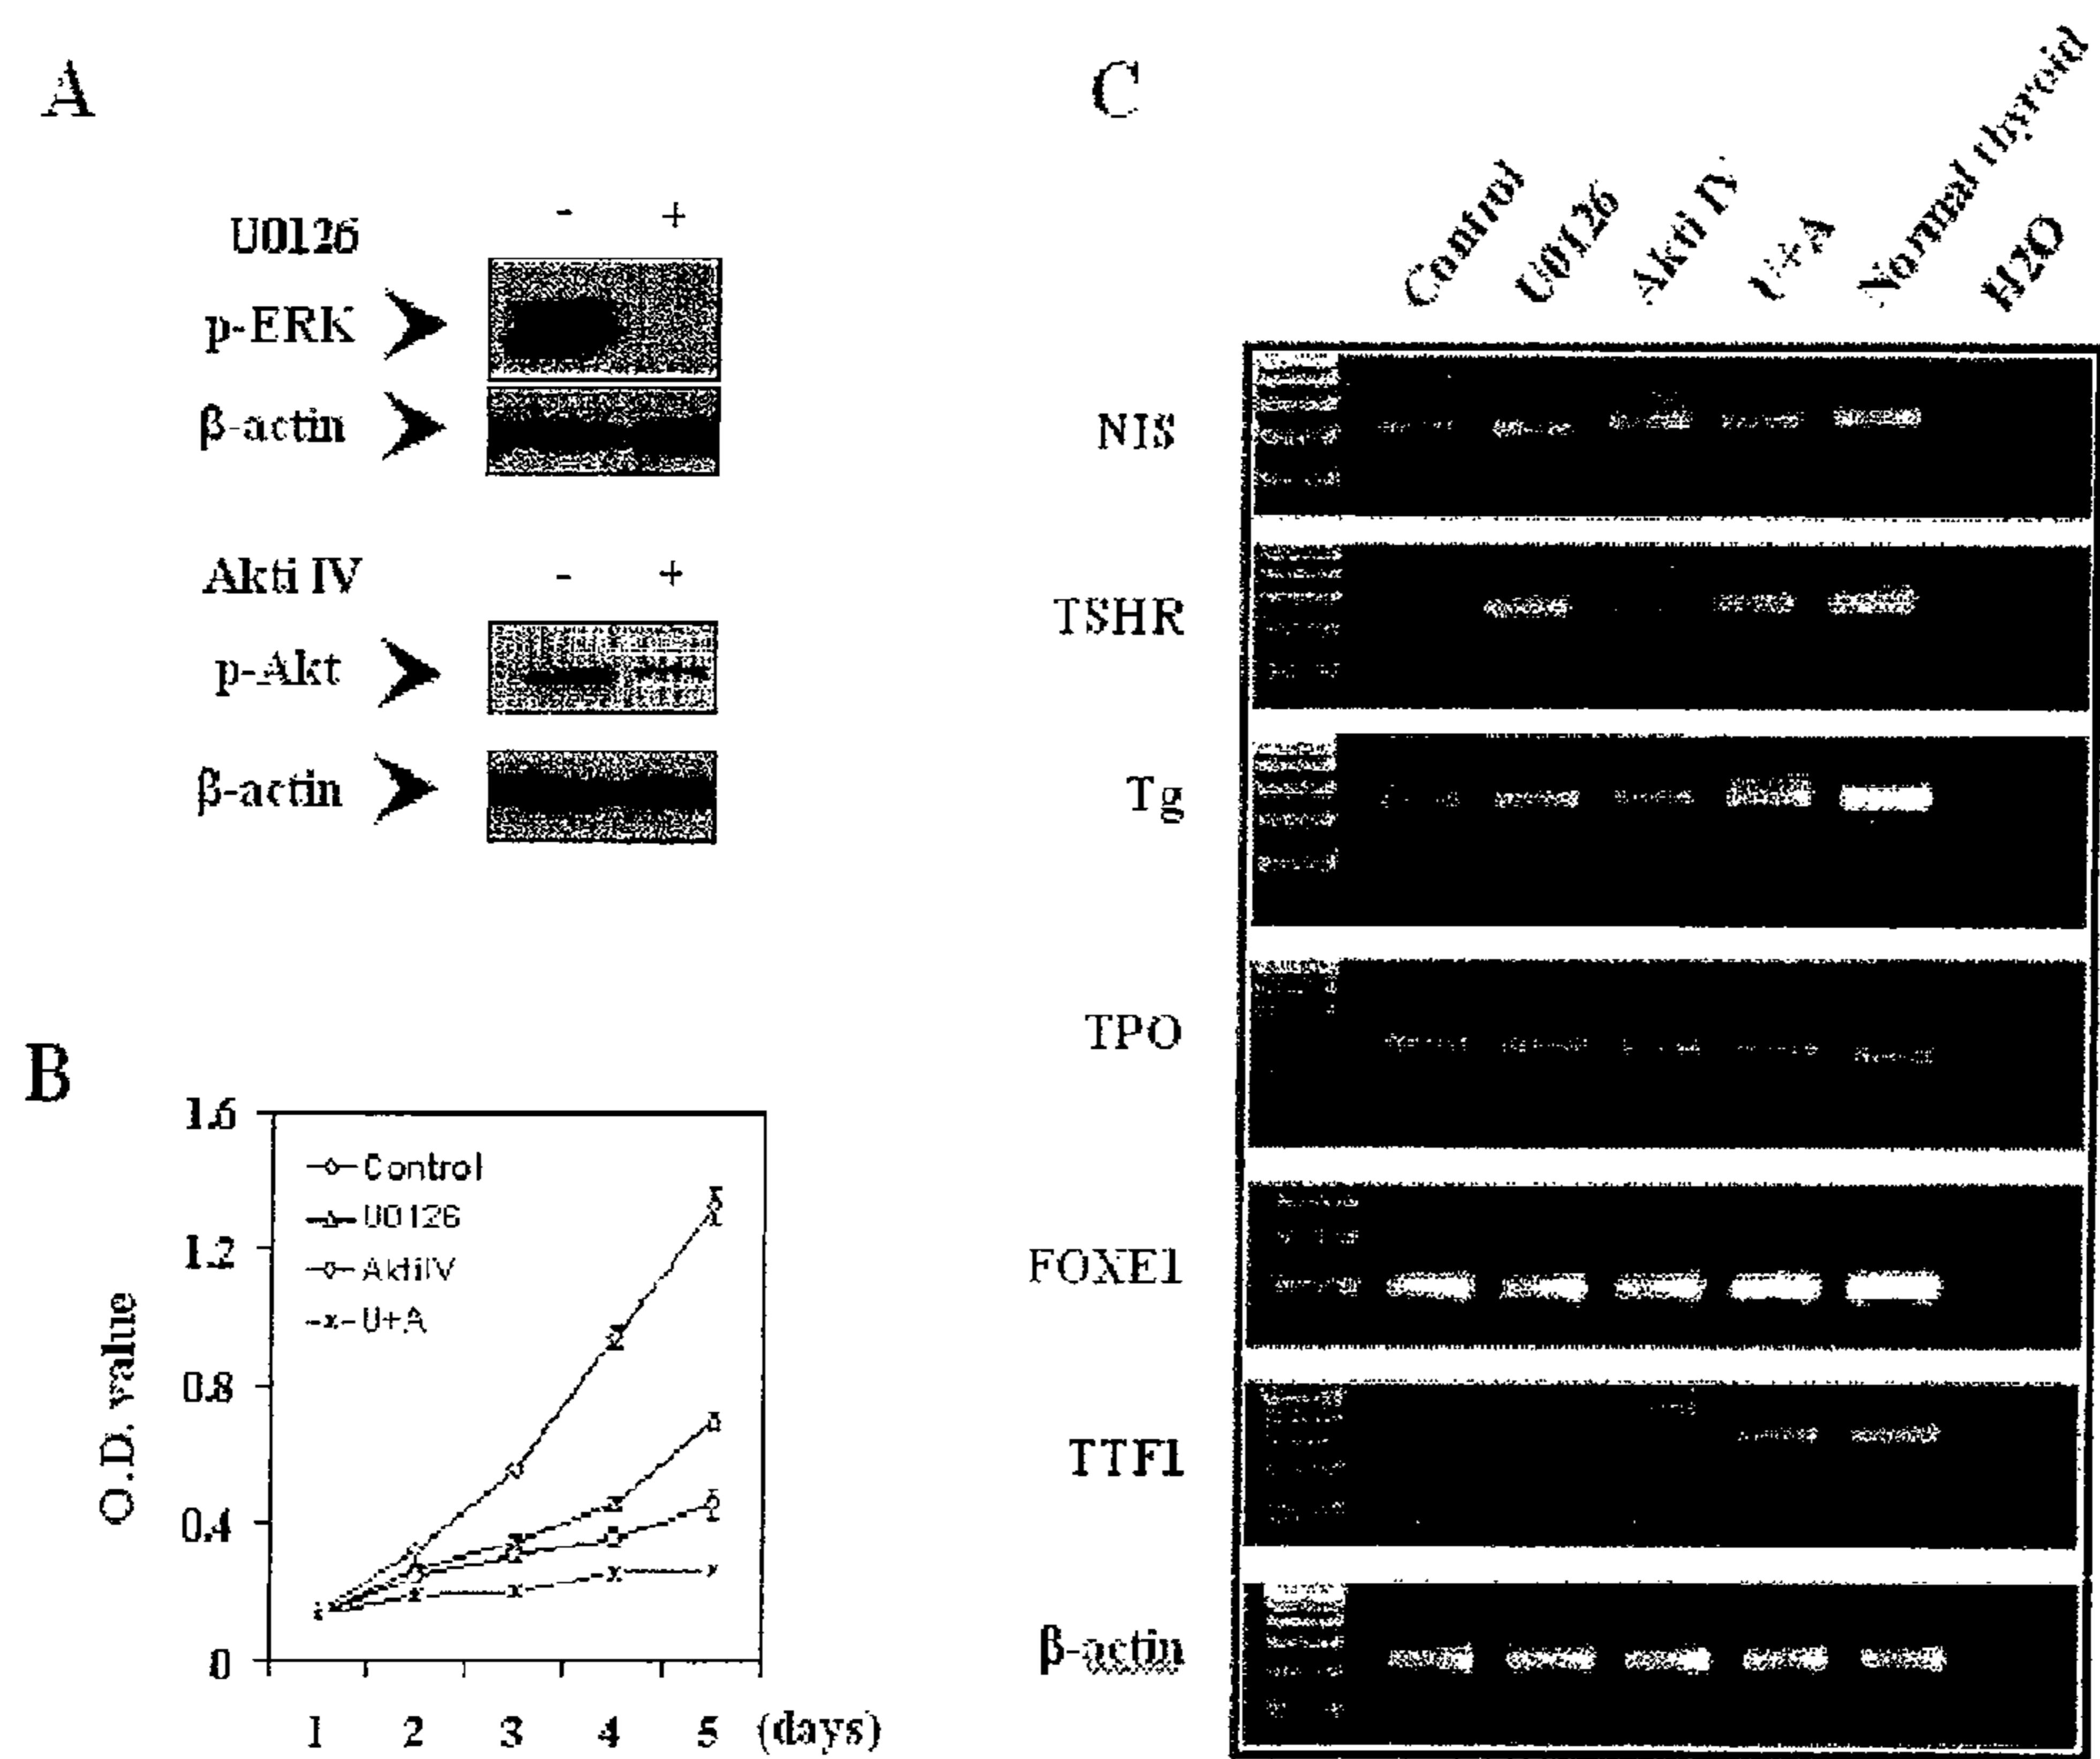 A
U0126 - +
p-ERK
β-actin
Akti IV - +
p-Akt
β-actin
B
1.6
1.2
0.8
0.4
0
O.D. value
Control
U0126
AktiIV
U+A
1 2 3 4 5 (days)
C
Control
U0126
Akti IV
U+A
Normal thyroid
H2O
NIS
TSHR
Tg
TPO
FOXE1
TTF1
β-actin